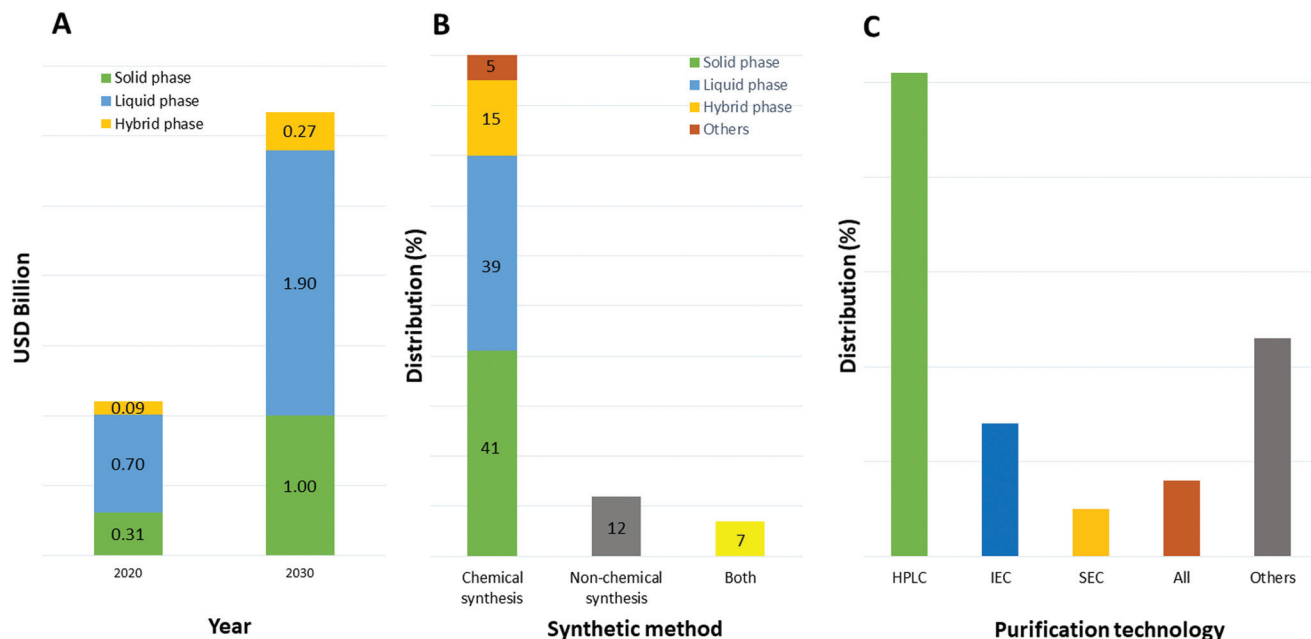 A
Solid phase
Liquid phase
Hybrid phase
USD Billion
0.27
1.90
1.00
0.09
0.70
0.31
2020
2030
Year
B
Solid phase
Liquid phase
Hybrid phase
Others
Distribution (%)
5
15
39
41
12
7
Chemical
synthesis
Non-chemical
synthesis
Both
Synthetic method
C
Distribution (%)
HPLC
IEC
SEC
All
Others
Purification technology